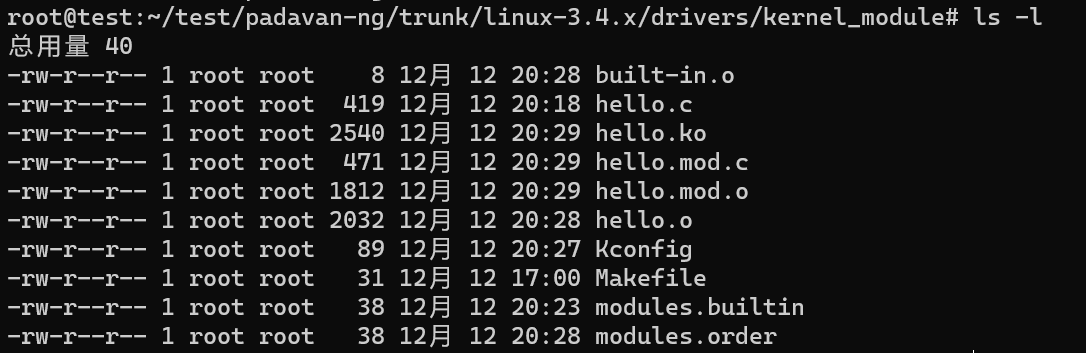 root@test:~/test/padavan-ng/trunk/linux-3.4.x/drivers/kernel_module# ls -l
总用量 40
-rw-r--r-- 1 root root    8 12月 12 20:28 built-in.o
-rw-r--r-- 1 root root  419 12月 12 20:18 hello.c
-rw-r--r-- 1 root root 2540 12月 12 20:29 hello.ko
-rw-r--r-- 1 root root  471 12月 12 20:29 hello.mod.c
-rw-r--r-- 1 root root 1812 12月 12 20:29 hello.mod.o
-rw-r--r-- 1 root root 2032 12月 12 20:28 hello.o
-rw-r--r-- 1 root root   89 12月 12 20:27 Kconfig
-rw-r--r-- 1 root root   31 12月 12 17:00 Makefile
-rw-r--r-- 1 root root   38 12月 12 20:23 modules.builtin
-rw-r--r-- 1 root root   38 12月 12 20:28 modules.order